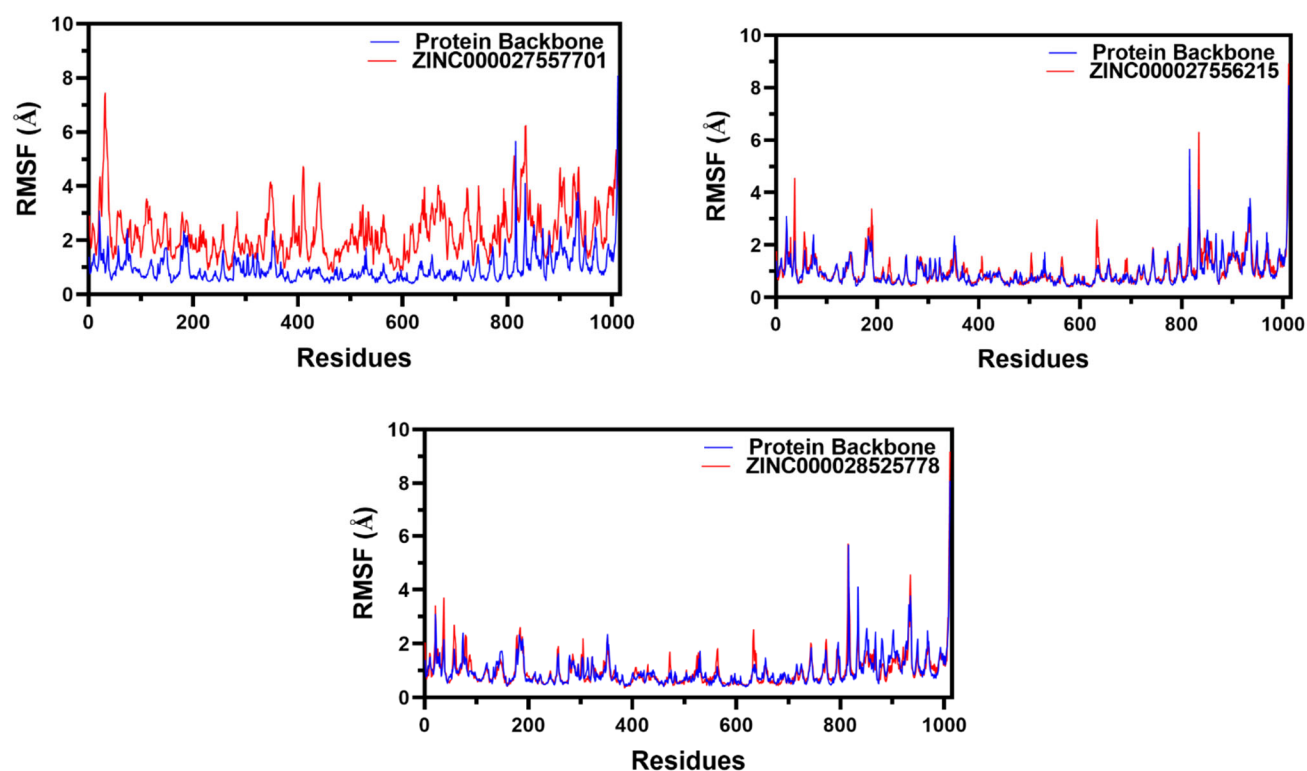 10
8
6
4
2
0
RMSF (Å)
Protein Backbone
ZINC000027557701
0 200 400 600 800 1000
Residues
10
8
6
4
2
0
RMSF (Å)
Protein Backbone
ZINC000027556215
0 200 400 600 800 1000
Residues
10
8
6
4
2
0
RMSF (Å)
Protein Backbone
ZINC000028525778
0 200 400 600 800 1000
Residues